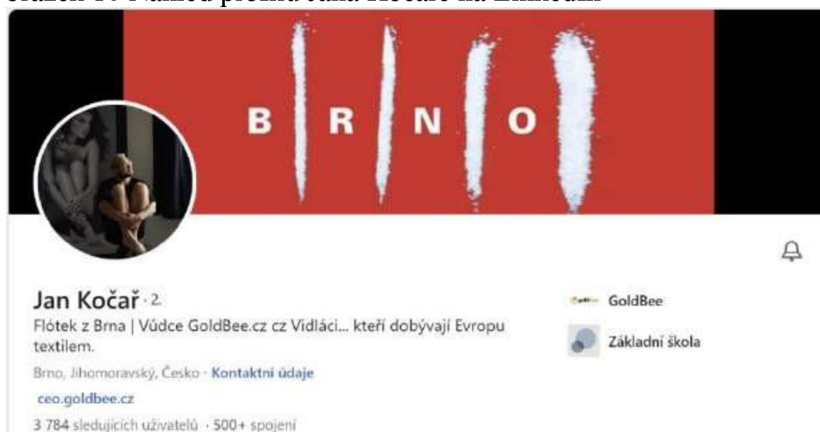 B R N O
Jan Kočař · 2.
Flótek z Brna | Vůdce GoldBee.cz cz Vidláci... kteří dobývají Evropu
textilem.
Brno, Jihomoravský, Česko · Kontaktní údaje
ceo.goldbee.cz
3 784 sledujících uživatelů · 500+ spojení
GoldBee
Základní škola